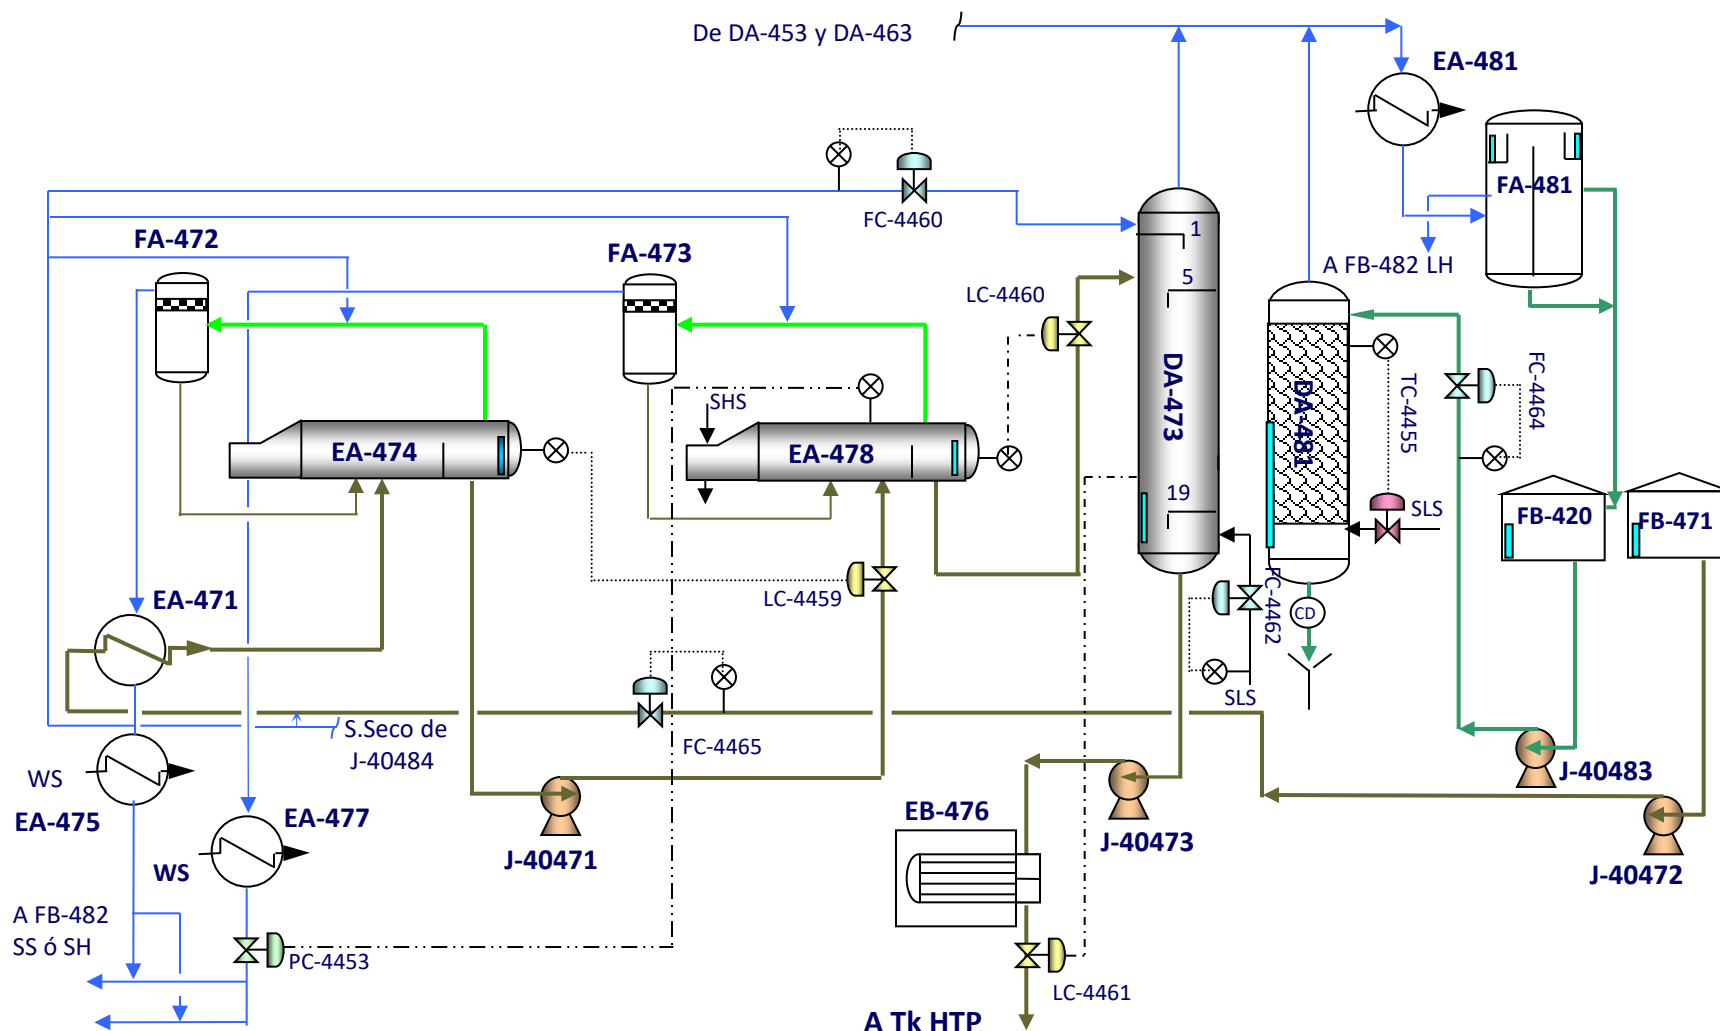 De DA-453 y DA-463
EA-481
FA-481
FC-4460
FA-472
FA-473
1
A FB-482 LH
5
LC-4460
DA-473
DA-481
TC-4455
FC-4464
SHS
EA-474
EA-478
19
SLS
FB-420
FB-471
EA-471
LC-4459
FC-4462
CD
SLS
S.Seco de
J-40484
FC-4465
WS
EA-475
J-40483
EA-477
WS
J-40471
EB-476
J-40473
J-40472
A FB-482
SS ó SH
PC-4453
LC-4461
A Tk HTP